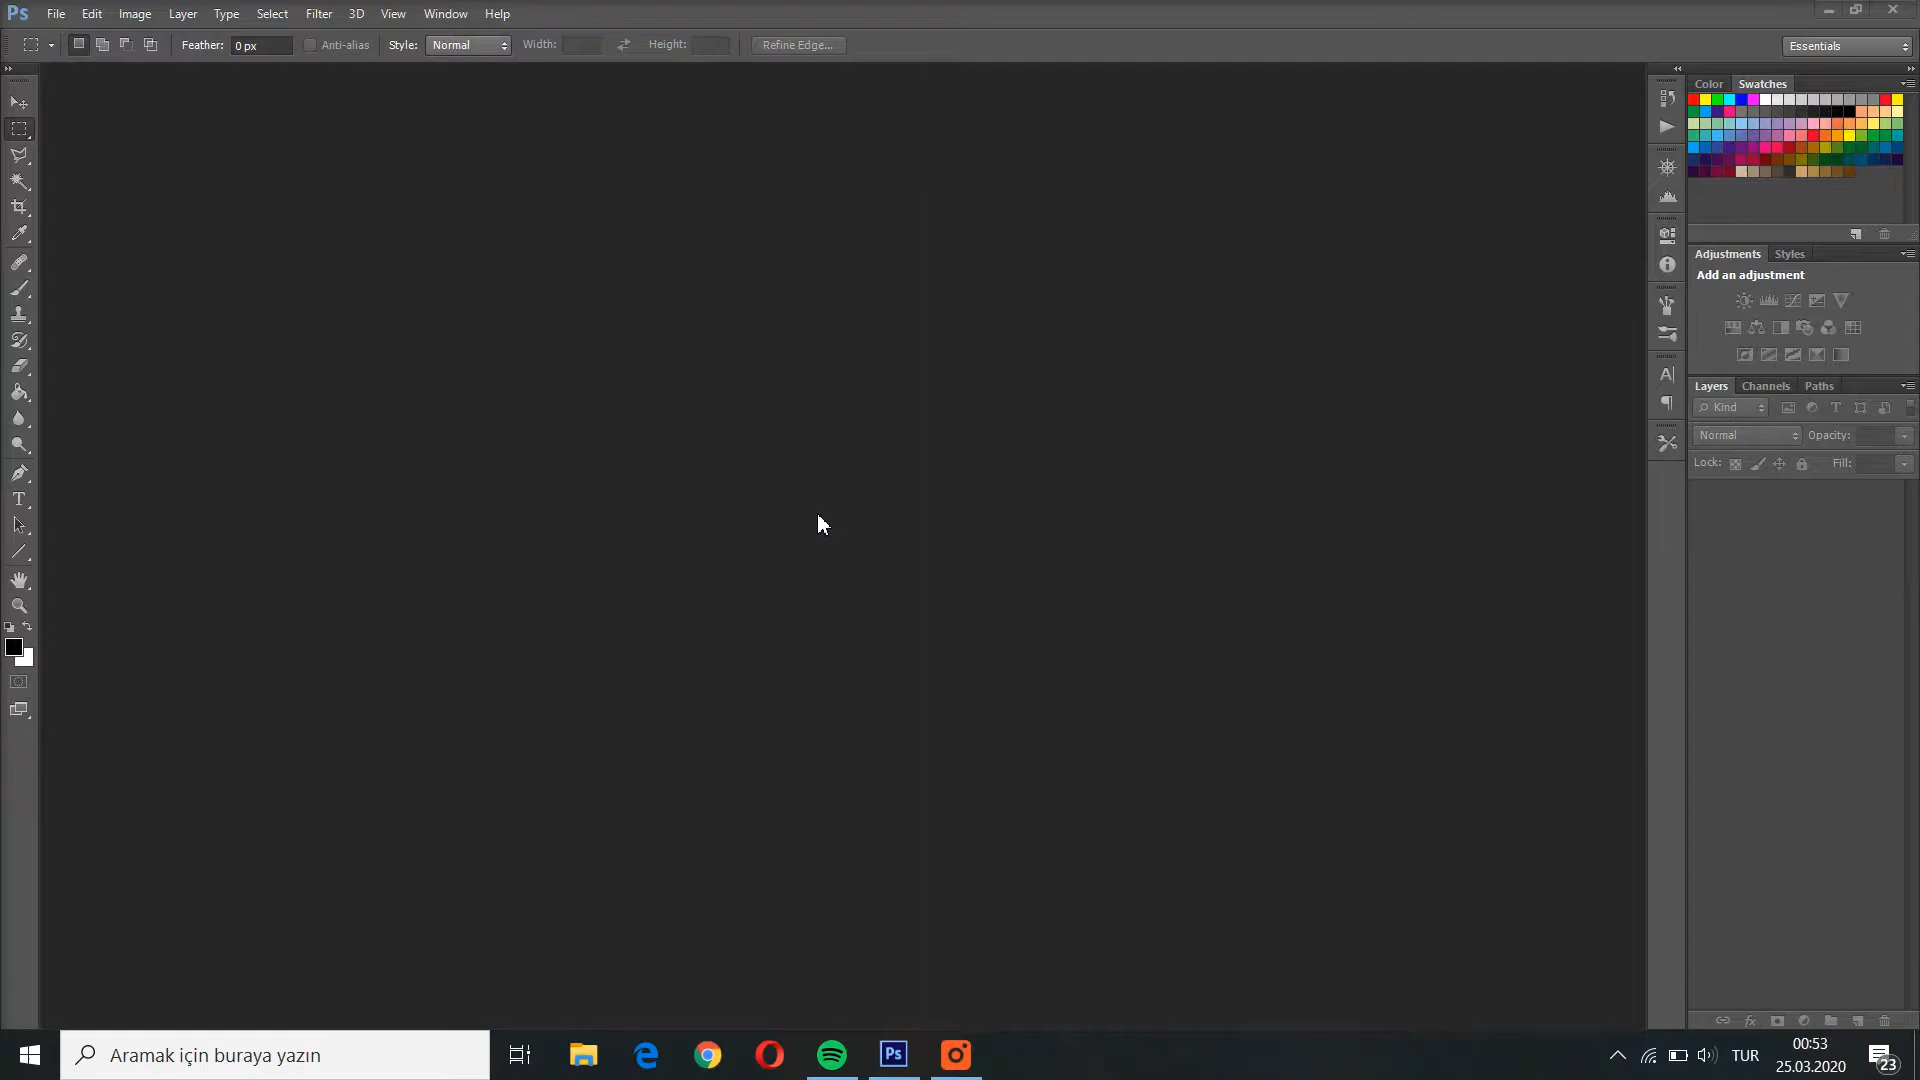 Ps File Edit Image Layer Type Select Filter 3D View Window Help
Feather: 0 px Anti-alias Style: Normal Width: Height: Refine Edge... Essentials
Color Swatches
Adjustments Styles
Add an adjustment
Layers Channels Paths
Kind
Normal Opacity:
Lock: Fill:
Aramak için buraya yazın
Ps
TUR
00:53
25.03.2020
23